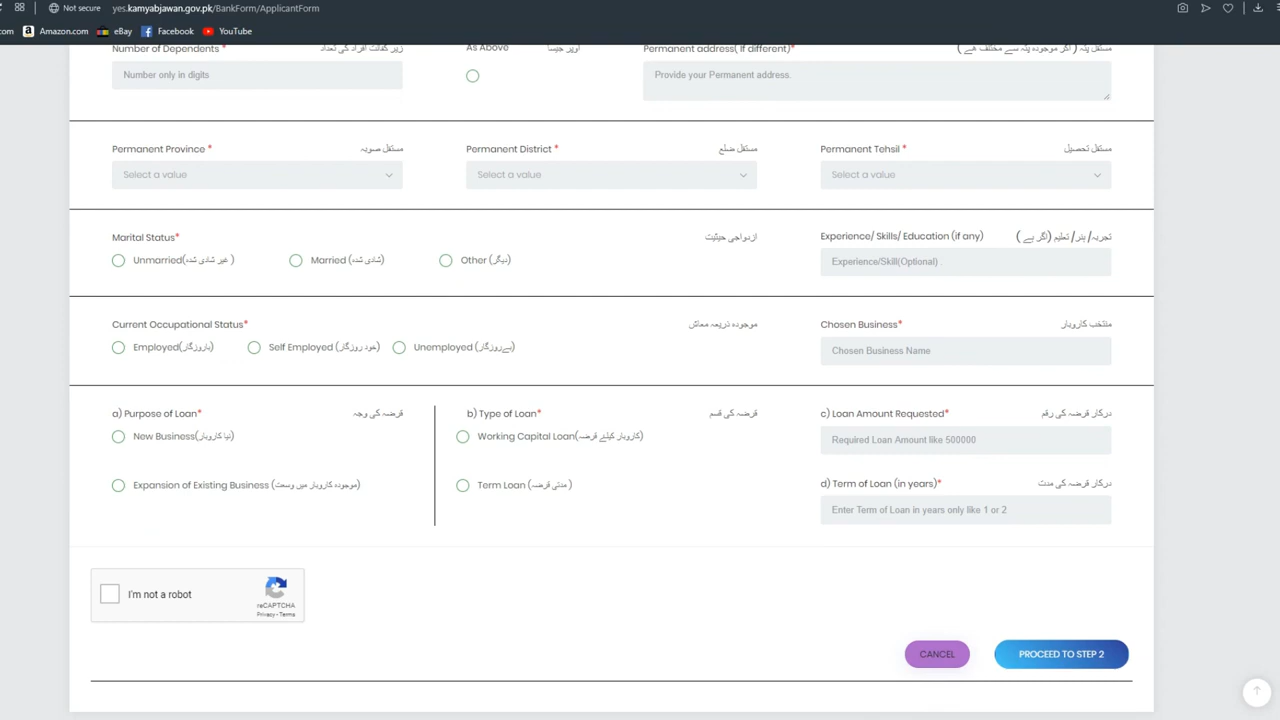 Not secure yes.kamyabjawan.gov.pk/BankForm/ApplicantForm
com Amazon.com eBay Facebook YouTube
Number of Dependents * زیر کفالت افراد کی تعداد As Above اوپر جیسا Permanent address( if different)* مستقل پتہ ( اگر موجودہ پتہ سے مختلف ھے )
Number only in digits Provide your Permanent address.
Permanent Province * مستقل صوبہ Permanent District * مستقل ضلع Permanent Tehsil * مستقل تحصیل
Select a value Select a value Select a value
Marital Status* ازدواجی حیثیت Experience/ Skills/ Education (if any) تجربہ/ ہنر/ تعلیم (اگر ہے )
Unmarried(غیر شادی شدہ ) Married (شادی شدہ) Other (دیگر) Experience/Skill(Optional) .
Current Occupational Status* موجودہ ذریعہ معاش Chosen Business* منتخب کاروبار
Employed(باروزگار) Self Employed (خود روزگار) Unemployed (بےروزگار) Chosen Business Name
a) Purpose of Loan* قرضہ کی وجہ b) Type of Loan* قرضہ کی قسم c) Loan Amount Requested* درکار قرضہ کی رقم
New Business(نیا کاروبار) Working Capital Loan(کاروبار کیلئے قرضہ) Required Loan Amount like 500000
Expansion of Existing Business (موجودہ کاروبار میں وسعت) Term Loan (مدتی قرضہ ) d) Term of Loan (in years)* درکار قرضہ کی مدت
Enter Term of Loan in years only like 1 or 2
I'm not a robot
reCAPTCHA
Privacy - Terms
CANCEL PROCEED TO STEP 2